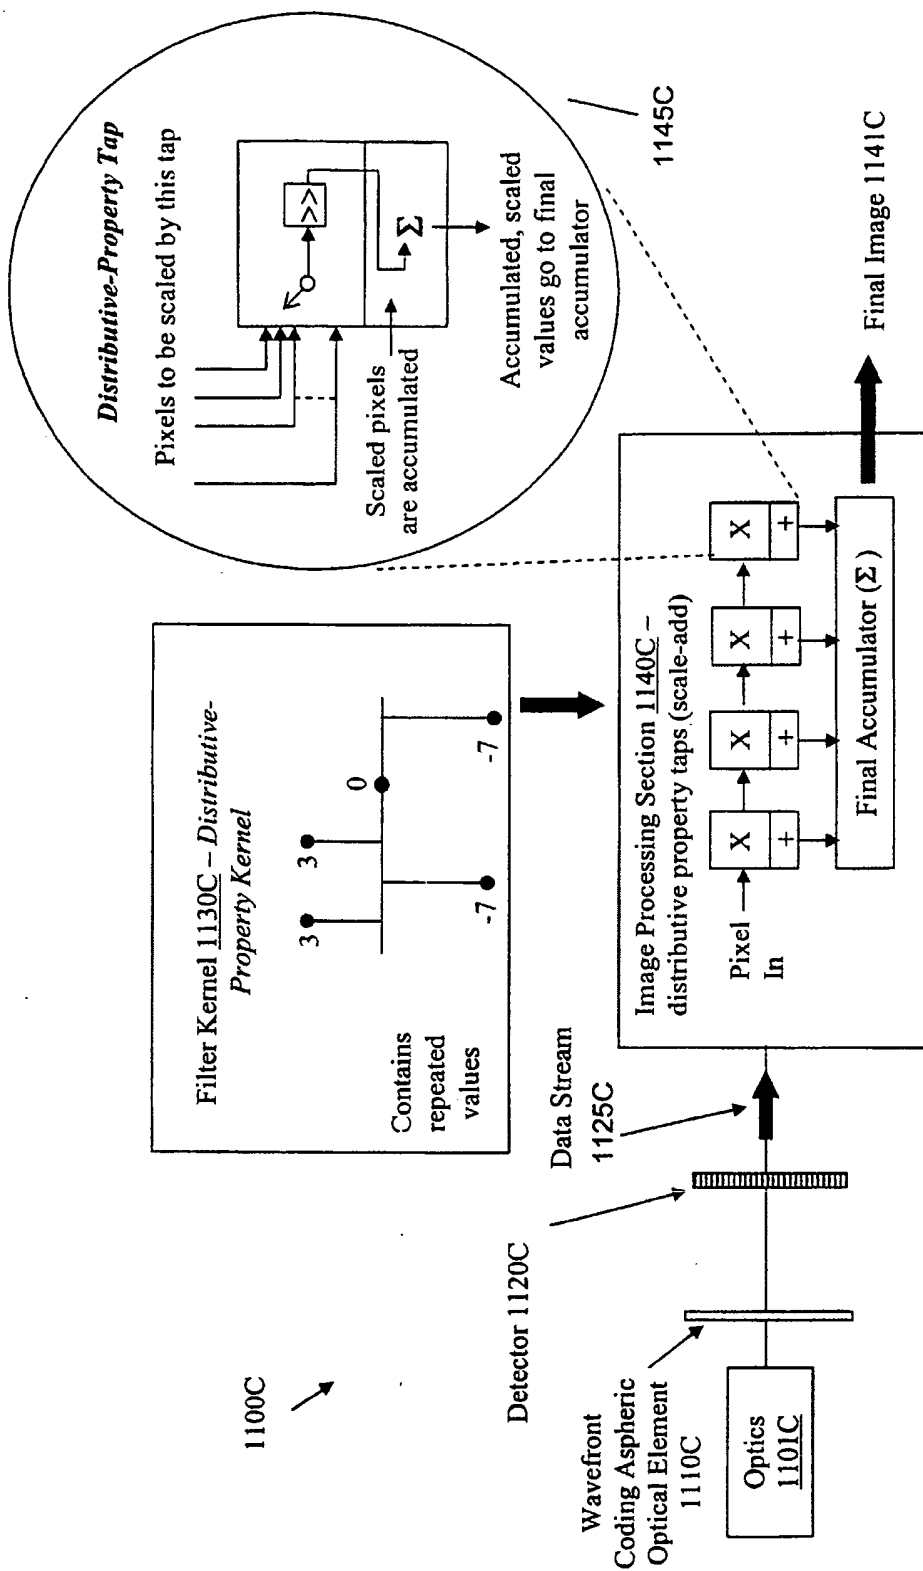 1100C
Filter Kernel 1130C – Distributive-
Property Kernel
3
3
0
-7
-7
Contains
repeated
values
Distributive-Property Tap
Pixels to be scaled by this tap
>>
Σ
Scaled pixels
are accumulated
Accumulated, scaled
values go to final
accumulator
1145C
Wavefront
Coding Aspheric
Optical Element
1110C
Optics
1101C
Detector 1120C
Data Stream
1125C
Image Processing Section 1140C –
distributive property taps (scale-add)
Pixel
In
X X X X
+ + + +
Final Accumulator (Σ)
Final Image 1141C